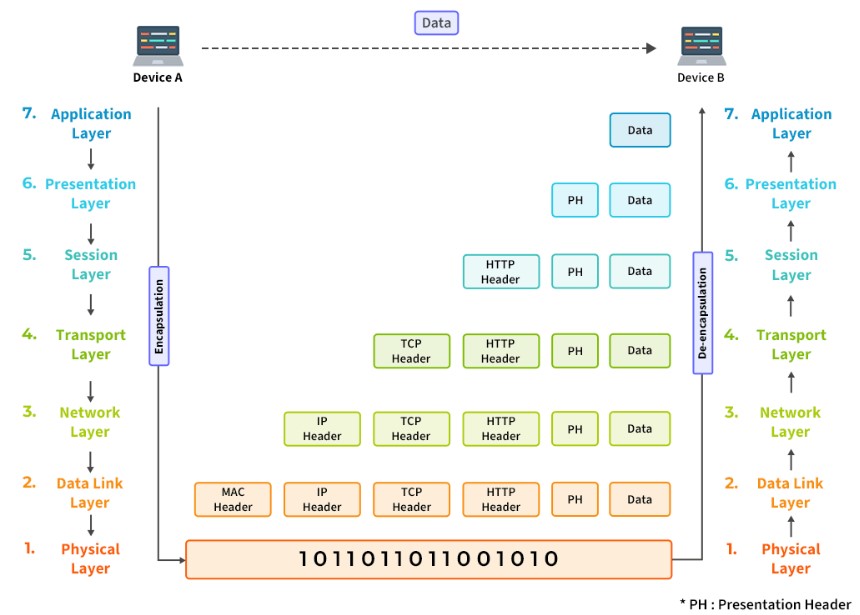 Data
Device A
Device B
7. Application
Layer
Data
7. Application
Layer
6. Presentation
Layer
PH Data
6. Presentation
Layer
5. Session
Layer
HTTP
Header
PH Data
5. Session
Layer
Encapsulation
De-encapsulation
4. Transport
Layer
TCP
Header
HTTP
Header
PH Data
4. Transport
Layer
3. Network
Layer
IP
Header
TCP
Header
HTTP
Header
PH Data
3. Network
Layer
2. Data Link
Layer
MAC
Header
IP
Header
TCP
Header
HTTP
Header
PH Data
2. Data Link
Layer
1. Physical
Layer
1011011011001010
1. Physical
Layer
* PH : Presentation Header